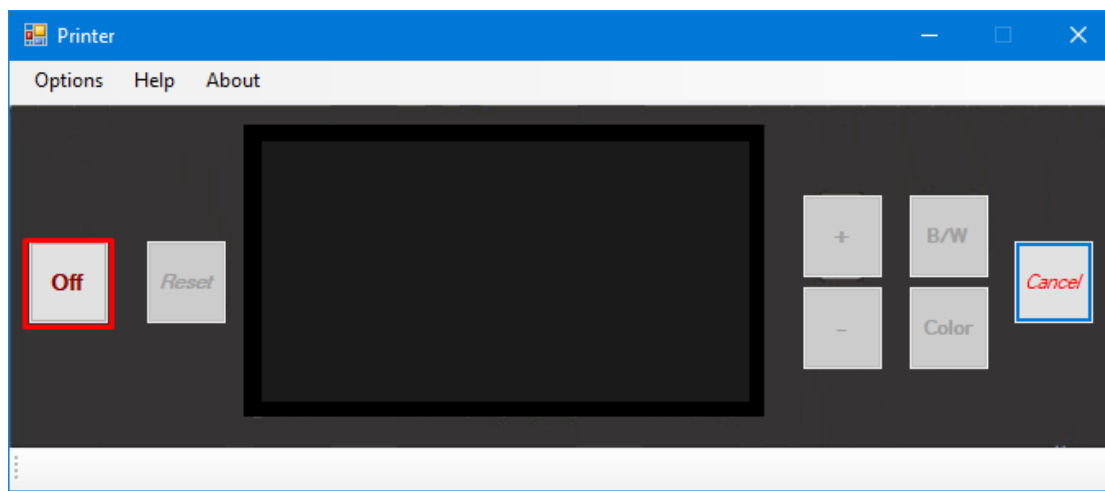 Printer
Options Help About
+ B/W
Off Reset Cancel
- Color